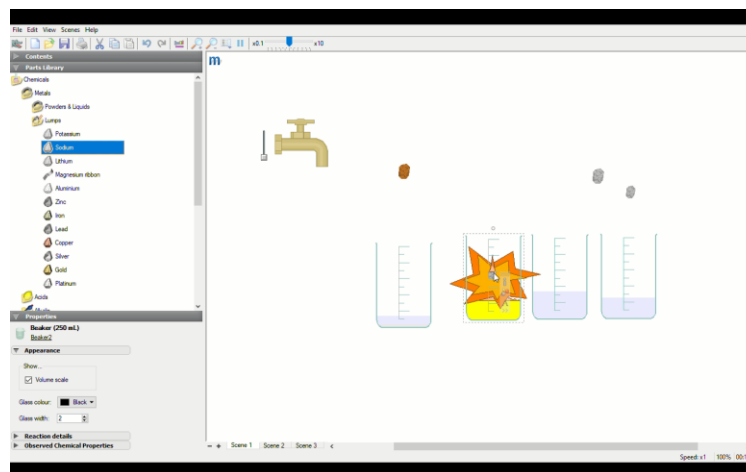 File Edit View Scenes Help
x0.1 x10
Contents
Parts Library
m
Chemicals
Metals
Powders & Liquids
Lumps
Potassium
Sodium
Lithium
Magnesium ribbon
Aluminium
Zinc
Iron
Lead
Copper
Silver
Gold
Platinum
Acids
Properties
Beaker (250 mL)
Beaker2
Appearance
Show...
Volume scale
Glass colour: Black
Glass width: 2
Reaction details
Observed Chemical Properties
Scene 1 Scene 2 Scene 3
Speed: x1 100%